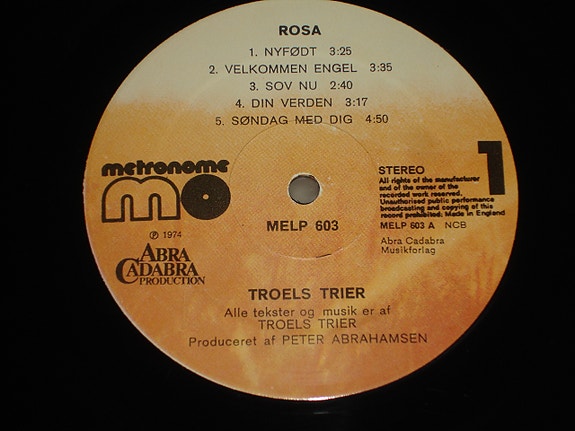 ROSA
1. NYFØDT 3:25
2. VELKOMMEN ENGEL 3:35
3. SOV NU 2:40
4. DIN VERDEN 3:17
5. SØNDAG MED DIG 4:50
metronome
mo
STEREO
1
All rights of the manufacturer
and of the owner of the
recorded work reserved.
Unauthorised public performance
broadcasting and copying of this
record prohibited: Made in England
MELP 603
MELP 603 A NCB
℗ 1974
Abra Cadabra
Musikforlag
ABRA
CADABRA
PRODUCTION
TROELS TRIER
Alle tekster og musik er af
TROELS TRIER
Produceret af PETER ABRAHAMSEN